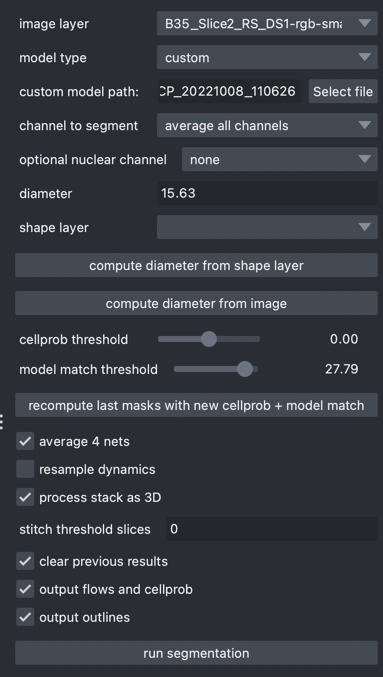 image layer B35_Slice2_RS_DS1-rgb-sma
model type custom
custom model path: CP_20221008_110626 Select file
channel to segment average all channels
optional nuclear channel none
diameter 15.63
shape layer
compute diameter from shape layer
compute diameter from image
cellprob threshold 0.00
model match threshold 27.79
recompute last masks with new cellprob + model match
average 4 nets
resample dynamics
process stack as 3D
stitch threshold slices 0
clear previous results
output flows and cellprob
output outlines
run segmentation